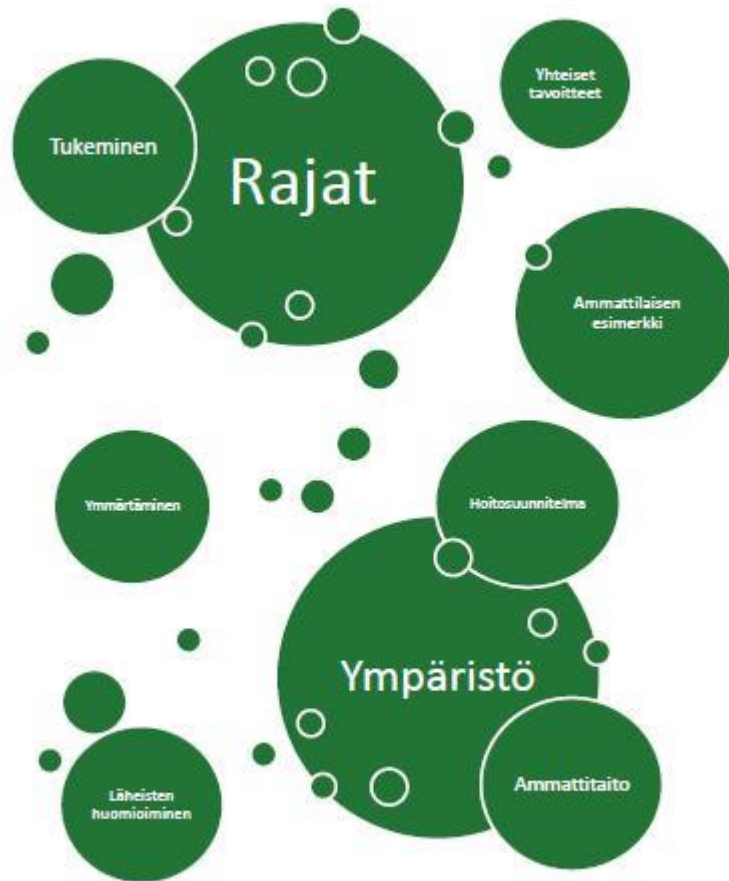 Yhteiset
tavoitteet
Tukeminen
Rajat
Ammattilaisen
esimerkki
Ymmärtäminen
Hoitosuunnitelma
Ympäristö
Ammattitaito
Läheisten
huomioiminen